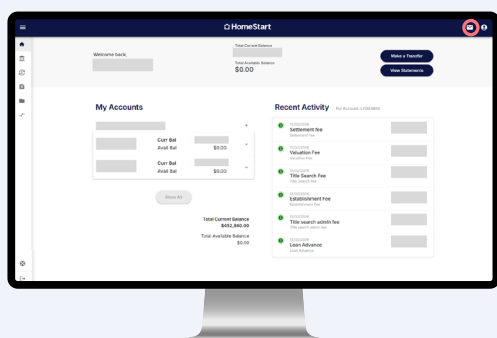 HomeStart
Welcome back,
Total Current Balance
Total Available Balance
$0.00
Make a Transfer
View Statements
My Accounts
Curr Bal
Avail Bal $0.00
Curr Bal
Avail Bal $0.00
Show All
Total Current Balance
$452,860.00
Total Available Balance
$0.00
Recent Activity
Settlement fee
Settlement Fee
Valuation Fee
Valuation Fee
Title Search Fee
Title Search Fee
Establishment Fee
Establishment Fee
Title search admin fee
Title search admin fee
Loan Advance
Loan Advance